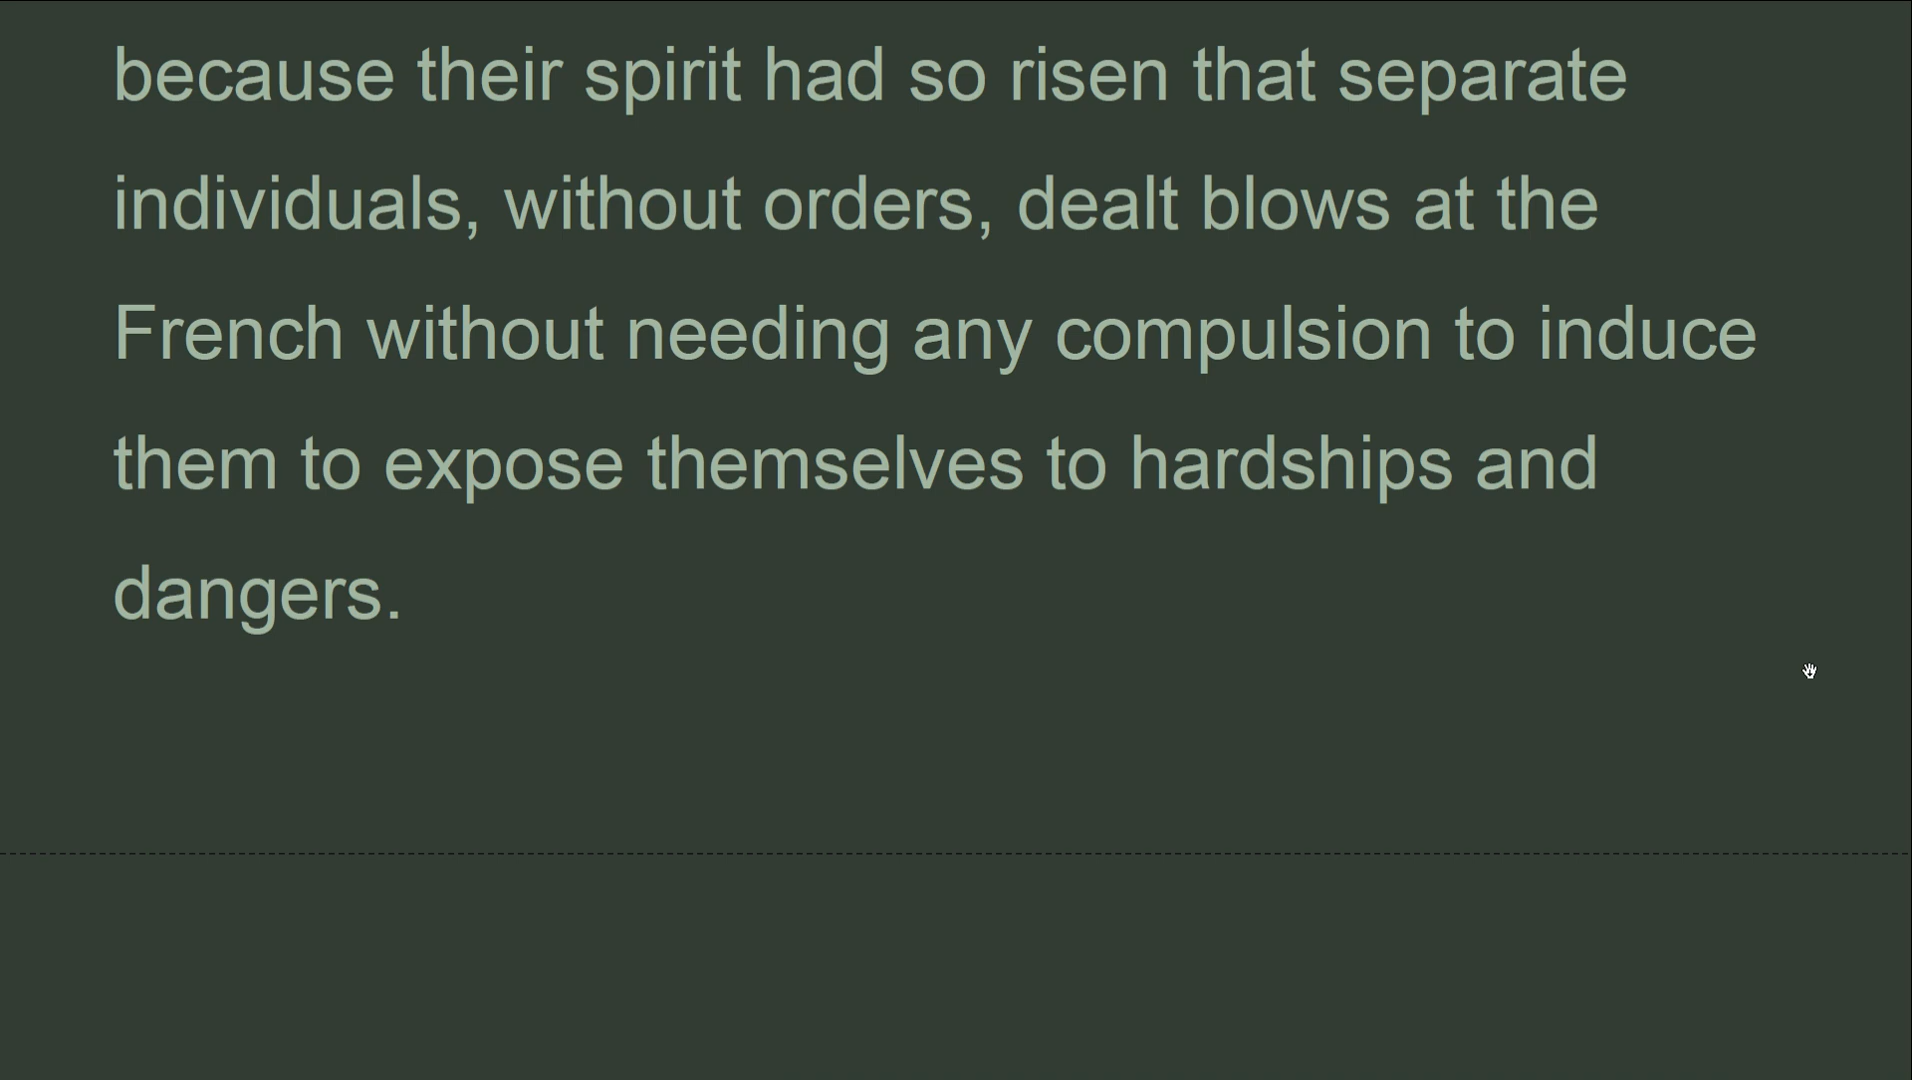 because their spirit had so risen that separate
individuals, without orders, dealt blows at the
French without needing any compulsion to induce
them to expose themselves to hardships and
dangers.